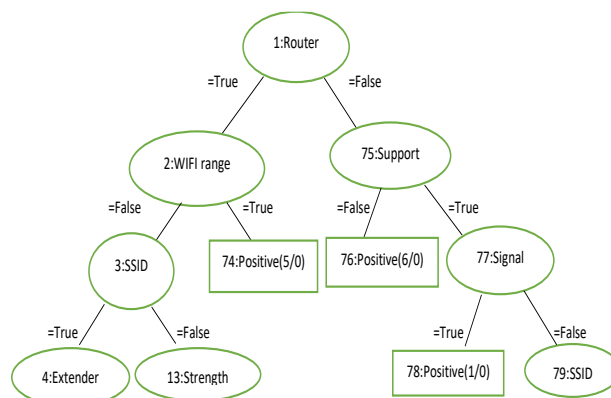 1:Router
=True
=False
2:WIFI range
75:Support
=False
=True
=False
=True
3:SSID
74:Positive(5/0)
76:Positive(6/0)
77:Signal
=True
=False
=True
=False
4:Extender
13:Strength
78:Positive(1/0)
79:SSID